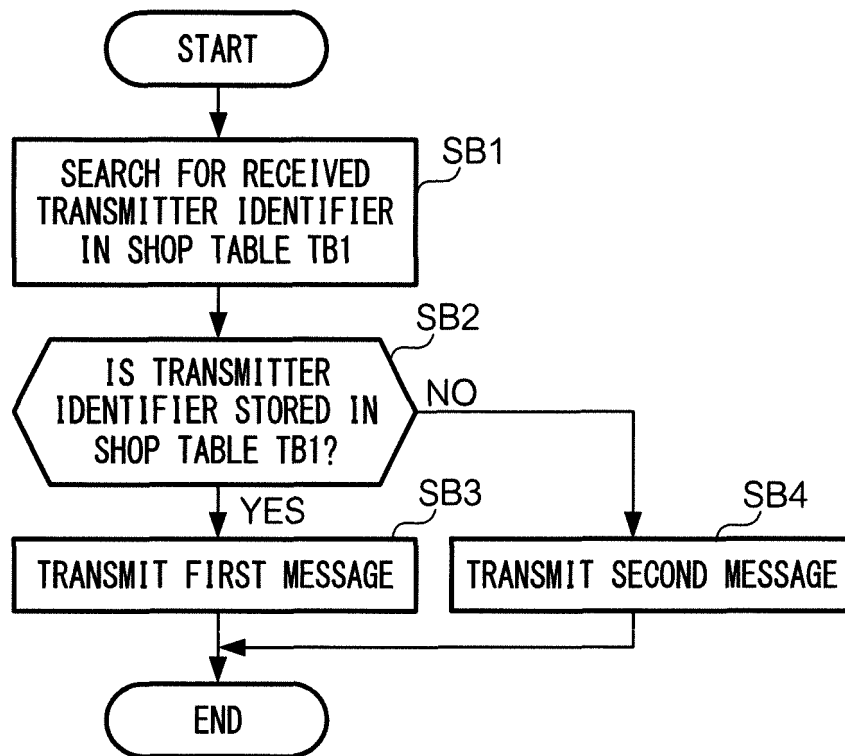 START
SB1
SEARCH FOR RECEIVED
TRANSMITTER IDENTIFIER
IN SHOP TABLE TB1
SB2
IS TRANSMITTER
IDENTIFIER STORED IN
SHOP TABLE TB1?
NO
YES
SB3
SB4
TRANSMIT FIRST MESSAGE
TRANSMIT SECOND MESSAGE
END